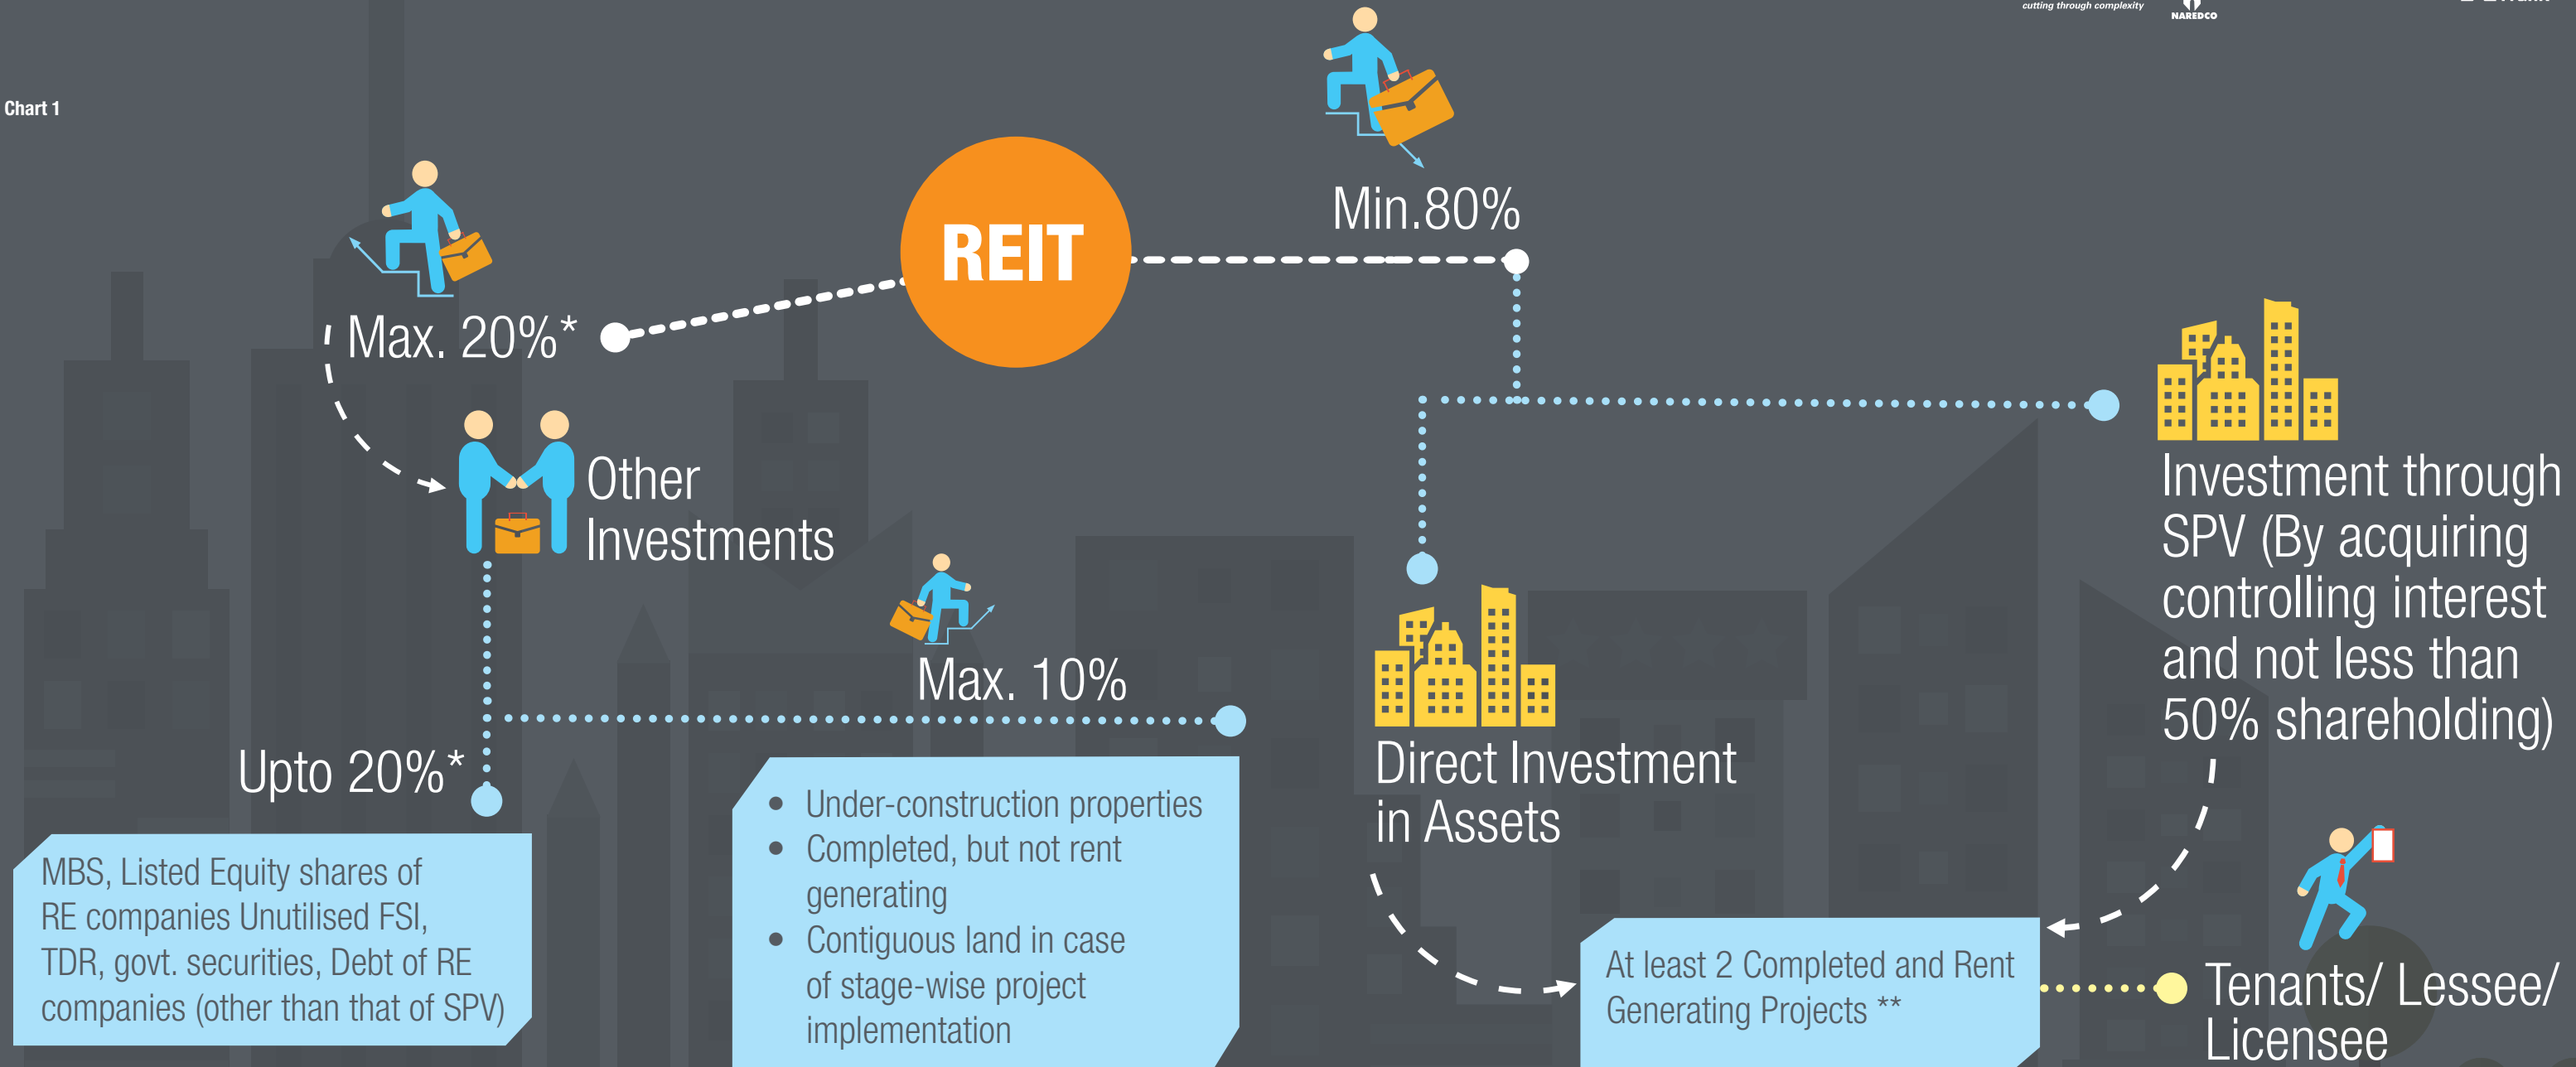 cutting through complexity
NAREDCO
Chart 1
REIT
Min.80%
Max. 20%*
Other
Investments
Max. 10%
Upto 20%*
MBS, Listed Equity shares of
RE companies Unutilised FSI,
TDR, govt. securities, Debt of RE
companies (other than that of SPV)
• Under-construction properties
• Completed, but not rent
generating
• Contiguous land in case
of stage-wise project
implementation
Direct Investment
in Assets
Investment through
SPV (By acquiring
controlling interest
and not less than
50% shareholding)
At least 2 Completed and Rent
Generating Projects **
Tenants/ Lessee/
Licensee